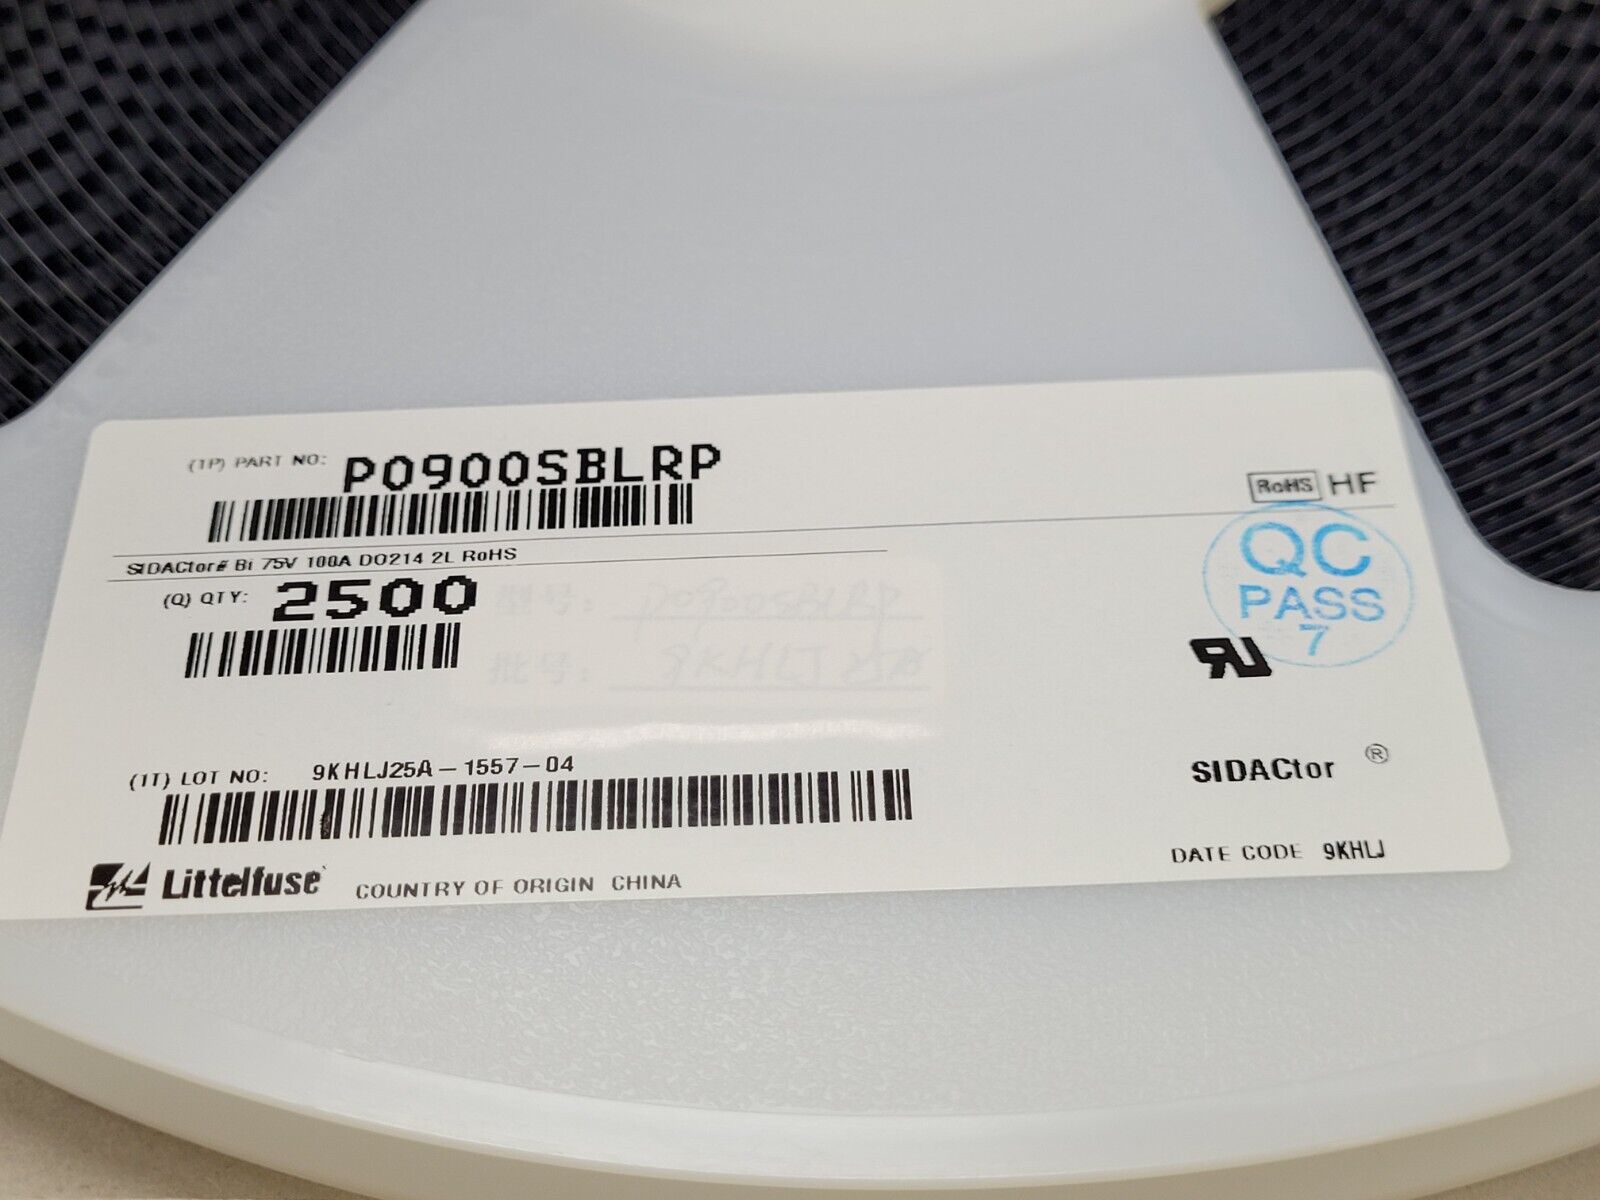 (1P) PART NO: P0900SBLRP
RoHS HF
SIDACtor® Bi 75V 100A DO214 2L RoHS
QC
PASS
7
(Q) QTY: 2500
型号: P0900SBLRP
批号: 9KHLJ25A
(1T) LOT NO: 9KHLJ25A-1557-04
SIDACtor ®
DATE CODE 9KHLJ
Littelfuse COUNTRY OF ORIGIN CHINA